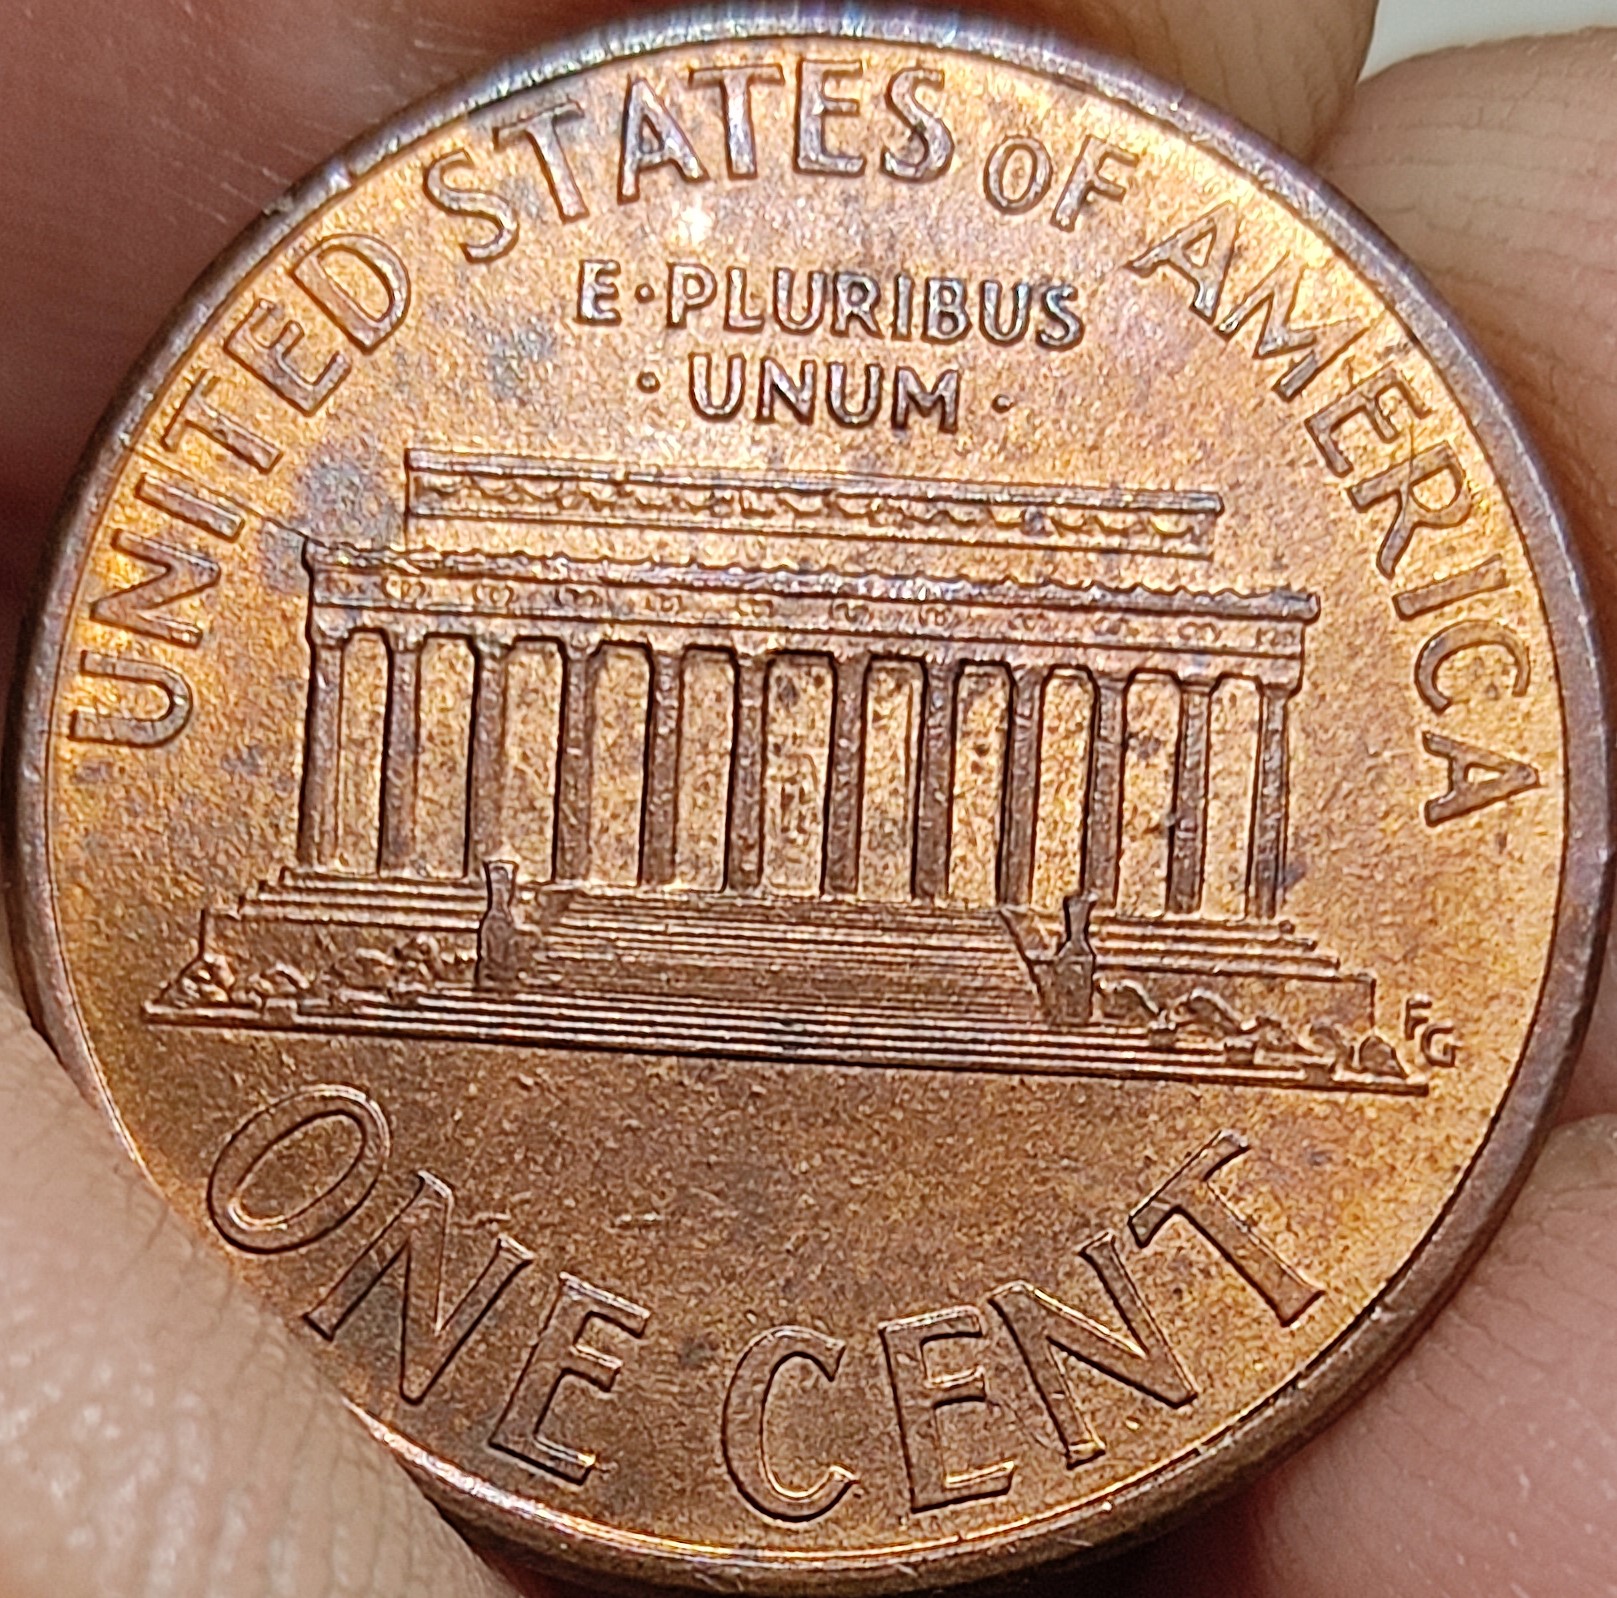 UNITED STATES OF AMERICA
E·PLURIBUS
·UNUM·
FG
ONE CENT